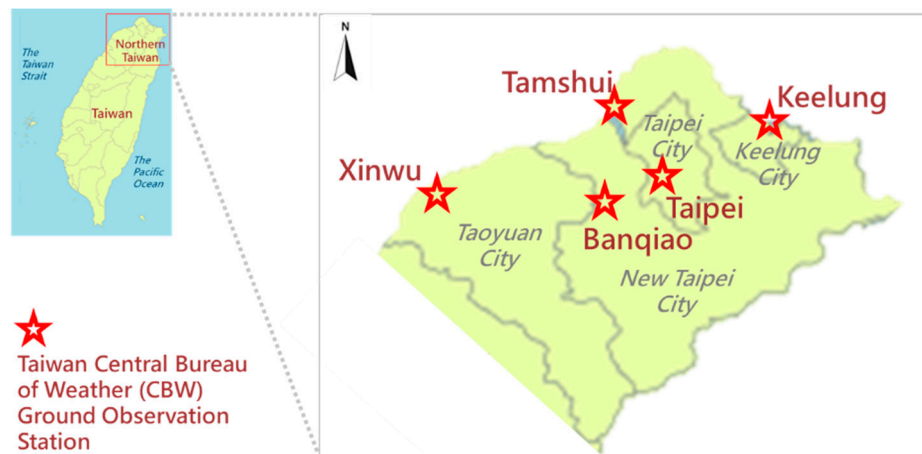 The
Taiwan
Strait
Northern
Taiwan
Taiwan
The
Pacific
Ocean
Taiwan Central Bureau
of Weather (CBW)
Ground Observation
Station
N
Tamshui
Keelung
Taipei
City
Keelung
City
Xinwu
Taipei
Banqiao
Taoyuan
City
New Taipei
City